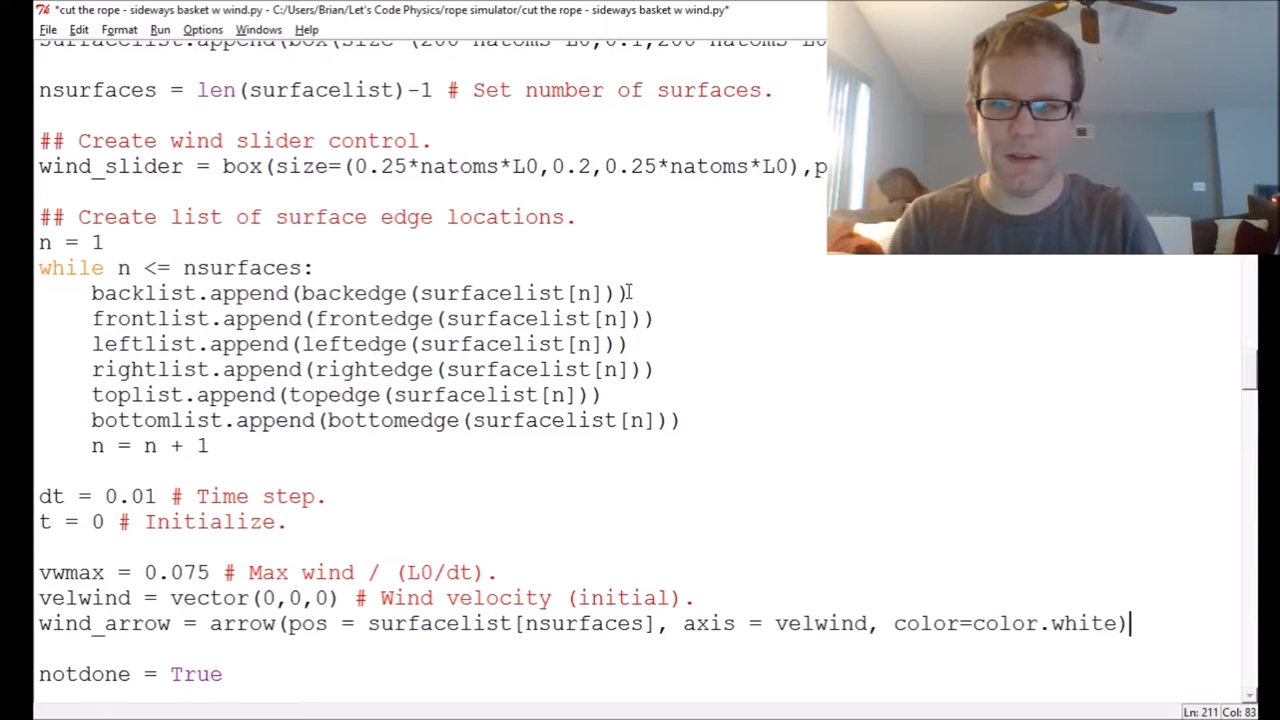 *cut the rope - sideways basket w wind.py - C:/Users/Brian/Let's Code Physics/rope simulator/cut the rope - sideways basket w wind.py*
File Edit Format Run Options Windows Help
nsurfaces = len(surfacelist)-1 # Set number of surfaces.
## Create wind slider control.
wind_slider = box(size=(0.25*natoms*L0,0.2,0.25*natoms*L0),p
## Create list of surface edge locations.
n = 1
while n <= nsurfaces:
backlist.append(backedge(surfacelist[n]))
frontlist.append(frontedge(surfacelist[n]))
leftlist.append(leftedge(surfacelist[n]))
rightlist.append(rightedge(surfacelist[n]))
toplist.append(topedge(surfacelist[n]))
bottomlist.append(bottomedge(surfacelist[n]))
n = n + 1
dt = 0.01 # Time step.
t = 0 # Initialize.
vwmax = 0.075 # Max wind / (L0/dt).
velwind = vector(0,0,0) # Wind velocity (initial).
wind_arrow = arrow(pos = surfacelist[nsurfaces], axis = velwind, color=color.white)
notdone = True
Ln: 211 Col: 83